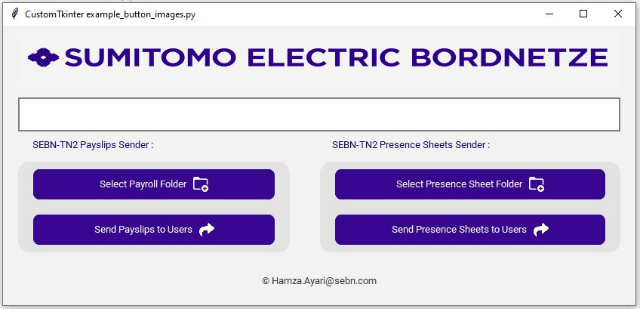 CustomTkinter example_button_images.py
SUMITOMO ELECTRIC BORDNETZE
SEBN-TN2 Payslips Sender :
SEBN-TN2 Presence Sheets Sender :
Select Payroll Folder
Select Presence Sheet Folder
Send Payslips to Users
Send Presence Sheets to Users
© Hamza.Ayari@sebn.com